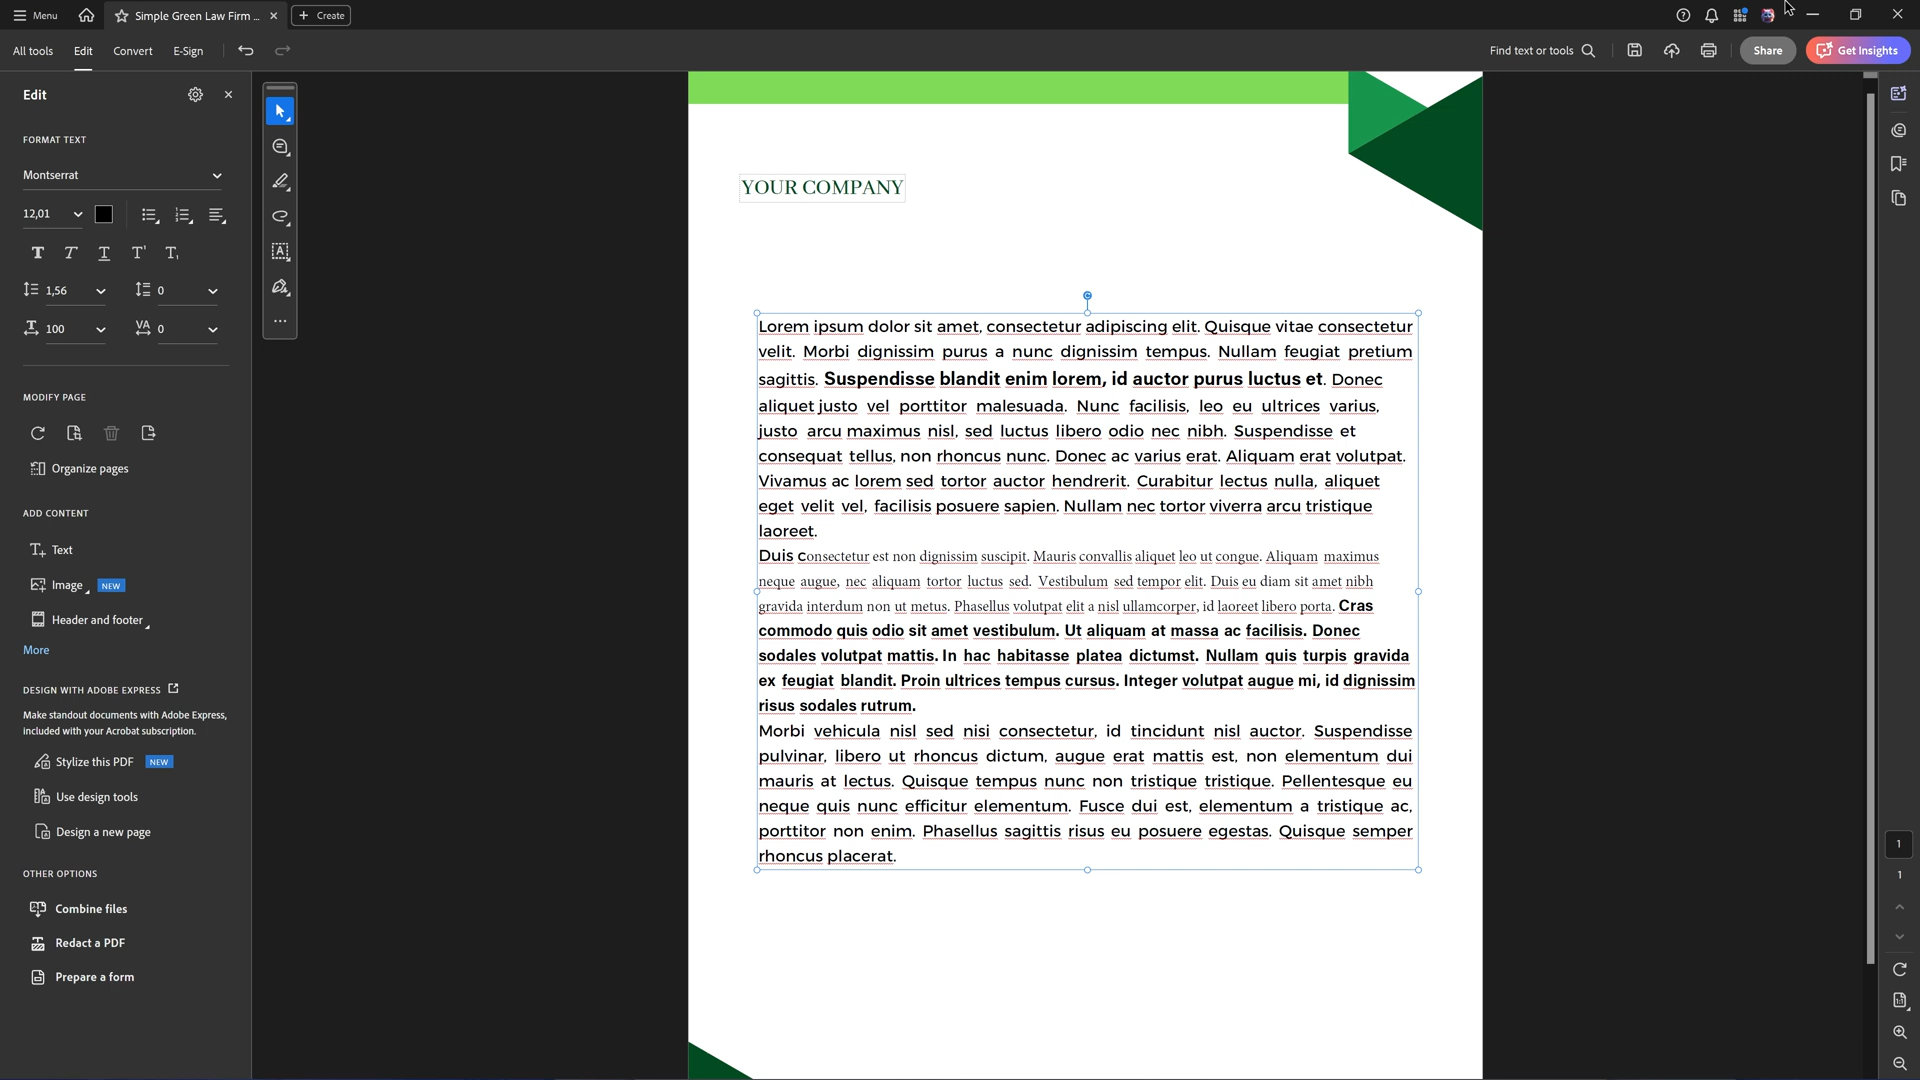 Menu
Simple Green Law Firm ...
Create
All tools
Edit
Convert
E-Sign
Find text or tools
Share
Get Insights
Edit
FORMAT TEXT
Montserrat
12,01
1,56
0
100
0
MODIFY PAGE
Organize pages
ADD CONTENT
Text
Image NEW
Header and footer
More
DESIGN WITH ADOBE EXPRESS
Make standout documents with Adobe Express,
included with your Acrobat subscription.
Stylize this PDF NEW
Use design tools
Design a new page
OTHER OPTIONS
Combine files
Redact a PDF
Prepare a form
YOUR COMPANY
Lorem ipsum dolor sit amet, consectetur adipiscing elit. Quisque vitae consectetur
velit. Morbi dignissim purus a nunc dignissim tempus. Nullam feugiat pretium
sagittis. Suspendisse blandit enim lorem, id auctor purus luctus et. Donec
aliquet justo vel porttitor malesuada. Nunc facilisis, leo eu ultrices varius,
justo arcu maximus nisl, sed luctus libero odio nec nibh. Suspendisse et
consequat tellus, non rhoncus nunc. Donec ac varius erat. Aliquam erat volutpat.
Vivamus ac lorem sed tortor auctor hendrerit. Curabitur lectus nulla, aliquet
eget velit vel, facilisis posuere sapien. Nullam nec tortor viverra arcu tristique
laoreet.
Duis consectetur est non dignissim suscipit. Mauris convallis aliquet leo ut congue. Aliquam maximus
neque augue, nec aliquam tortor luctus sed. Vestibulum sed tempor elit. Duis eu diam sit amet nibh
gravida interdum non ut metus. Phasellus volutpat elit a nisl ullamcorper, id laoreet libero porta. Cras
commodo quis odio sit amet vestibulum. Ut aliquam at massa ac facilisis. Donec
sodales volutpat mattis. In hac habitasse platea dictumst. Nullam quis turpis gravida
ex feugiat blandit. Proin ultrices tempus cursus. Integer volutpat augue mi, id dignissim
risus sodales rutrum.
Morbi vehicula nisl sed nisi consectetur, id tincidunt nisl auctor. Suspendisse
pulvinar, libero ut rhoncus dictum, augue erat mattis est, non elementum dui
mauris at lectus. Quisque tempus nunc non tristique tristique. Pellentesque eu
neque quis nunc efficitur elementum. Fusce dui est, elementum a tristique ac,
porttitor non enim. Phasellus sagittis risus eu posuere egestas. Quisque semper
rhoncus placerat.
1
1